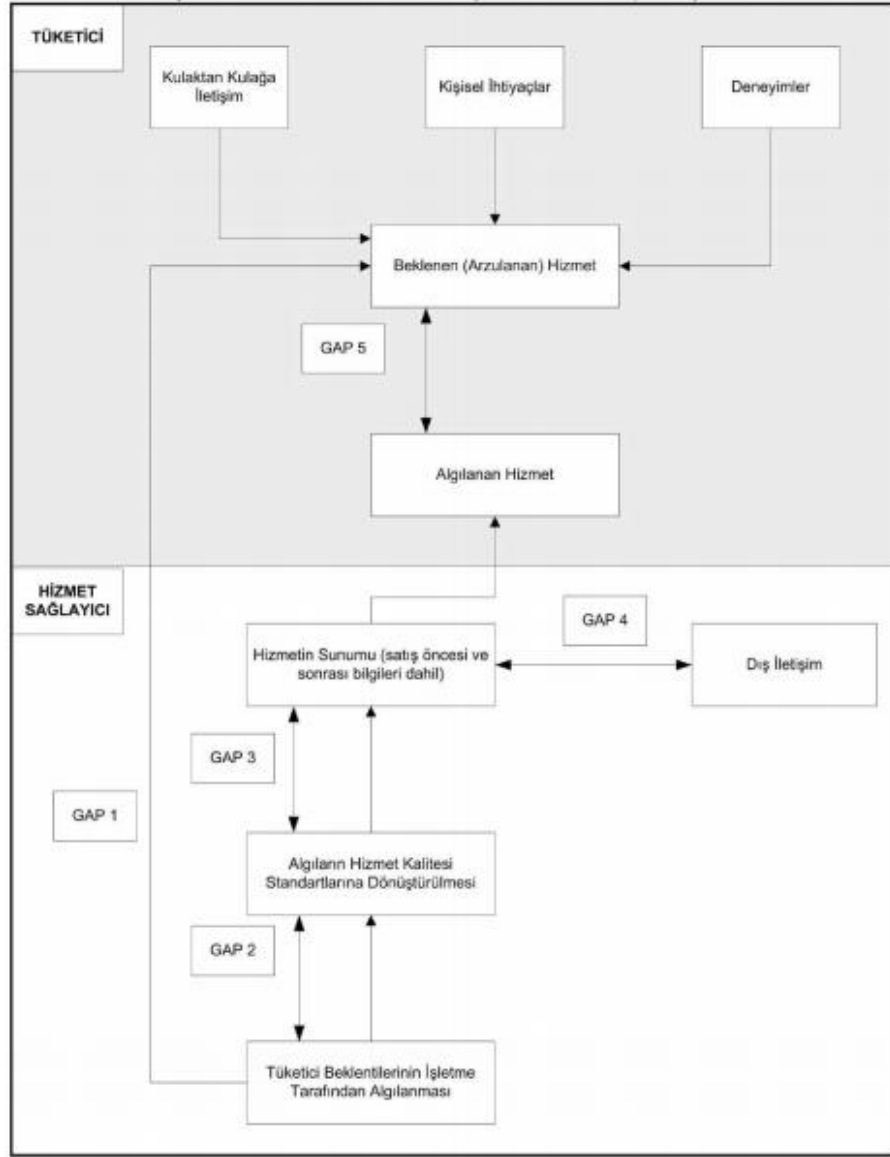 TÜKETİCİ
Kulaktan Kulağa
İletişim
Kişisel İhtiyaçlar
Deneyimler
Beklenen (Arzulanan) Hizmet
GAP 5
Algılanan Hizmet
HİZMET
SAĞLAYICI
Hizmetin Sunumu (satış öncesi ve
sonrası bilgileri dahil)
GAP 4
Dış İletişim
GAP 3
GAP 1
Algıların Hizmet Kalitesi
Standartlarına Dönüştürülmesi
GAP 2
Tüketici Beklentilerinin İşletme
Tarafından Algılanması